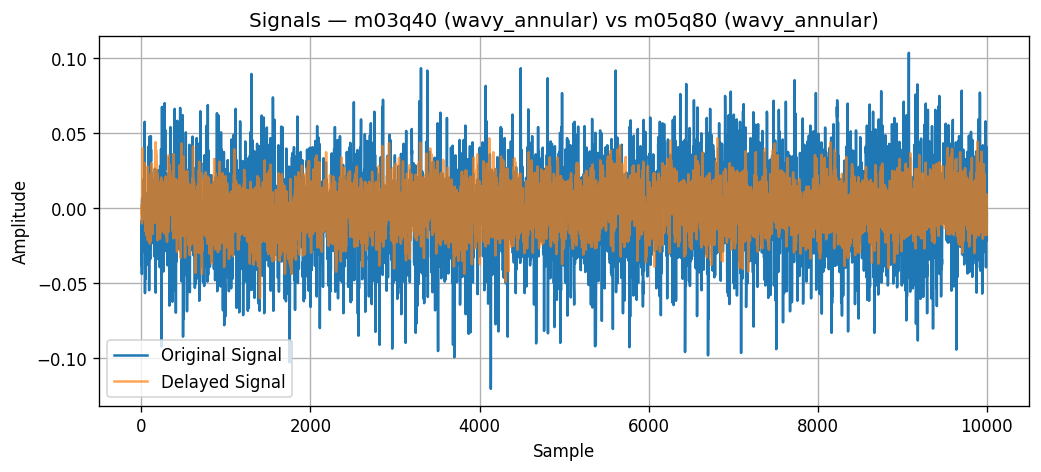 Signals — m03q40 (wavy_annular) vs m05q80 (wavy_annular)
0.10
0.05
0.00
−0.05
−0.10
Amplitude
Original Signal
Delayed Signal
0 2000 4000 6000 8000 10000
Sample